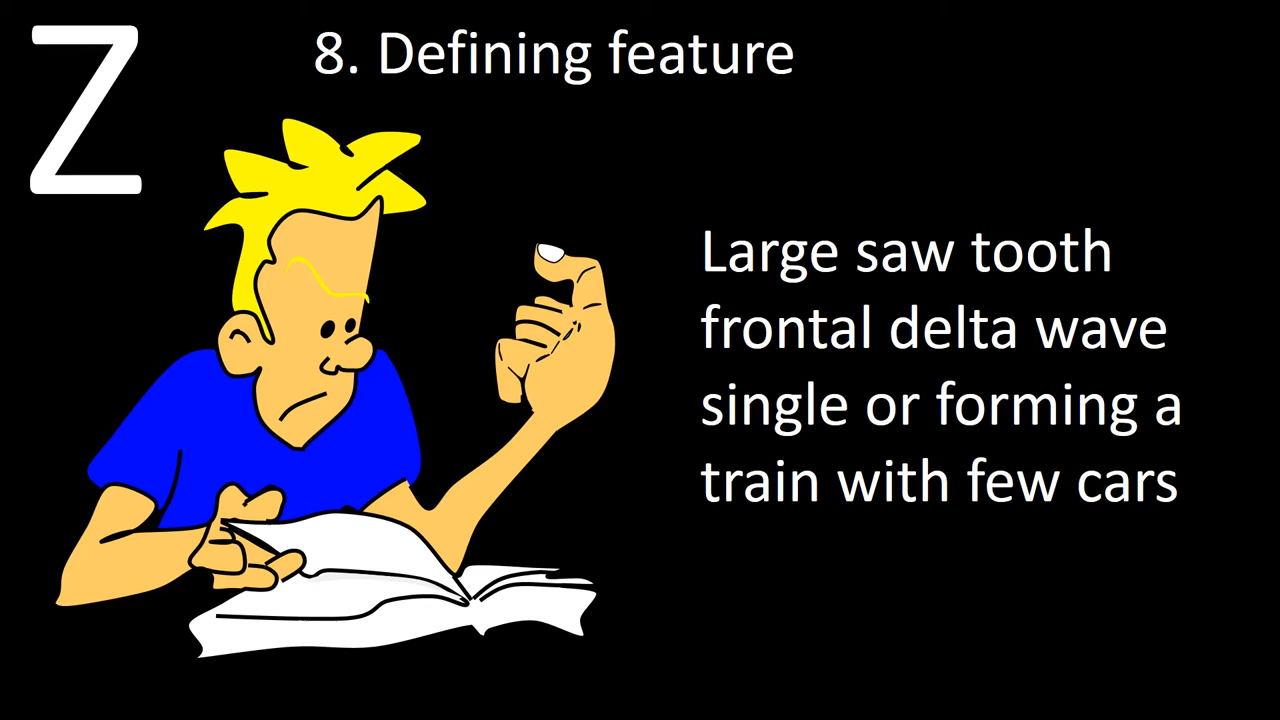 Z
8. Defining feature
Large saw tooth
frontal delta wave
single or forming a
train with few cars